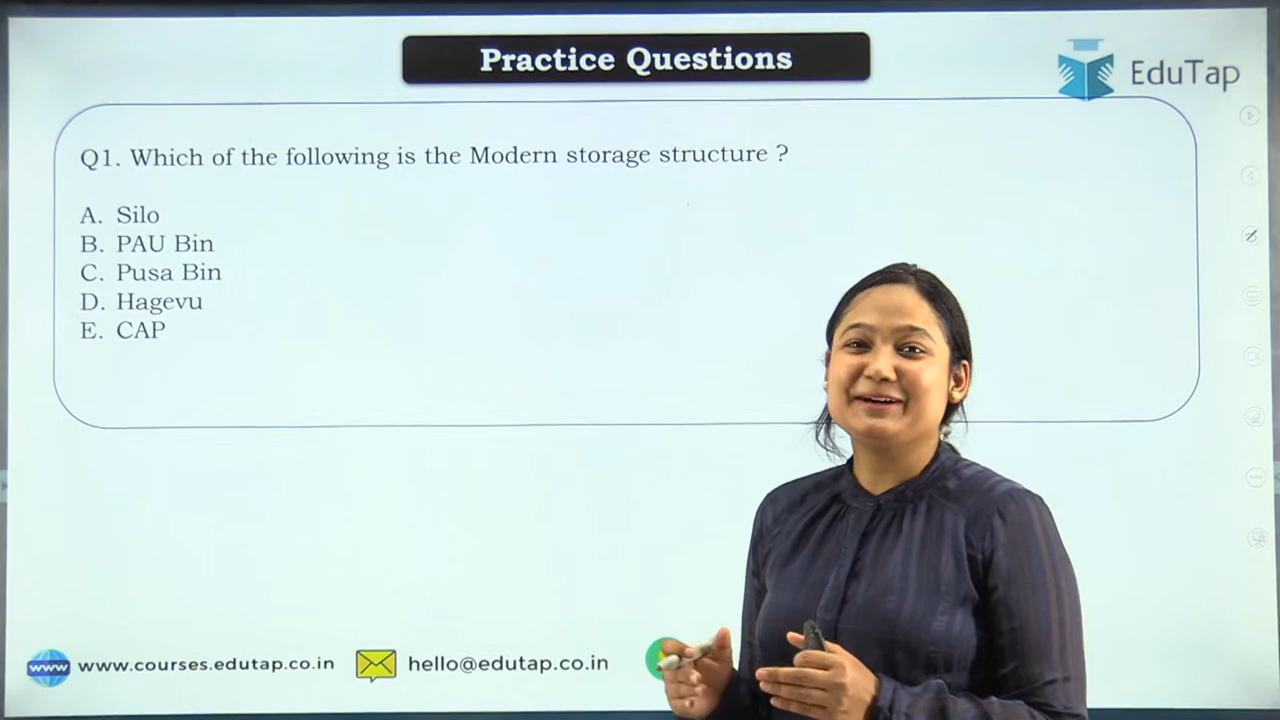 Practice Questions
EduTap
Q1. Which of the following is the Modern storage structure ?
A. Silo
B. PAU Bin
C. Pusa Bin
D. Hagevu
E. CAP
www www.courses.edutap.co.in
hello@edutap.co.in